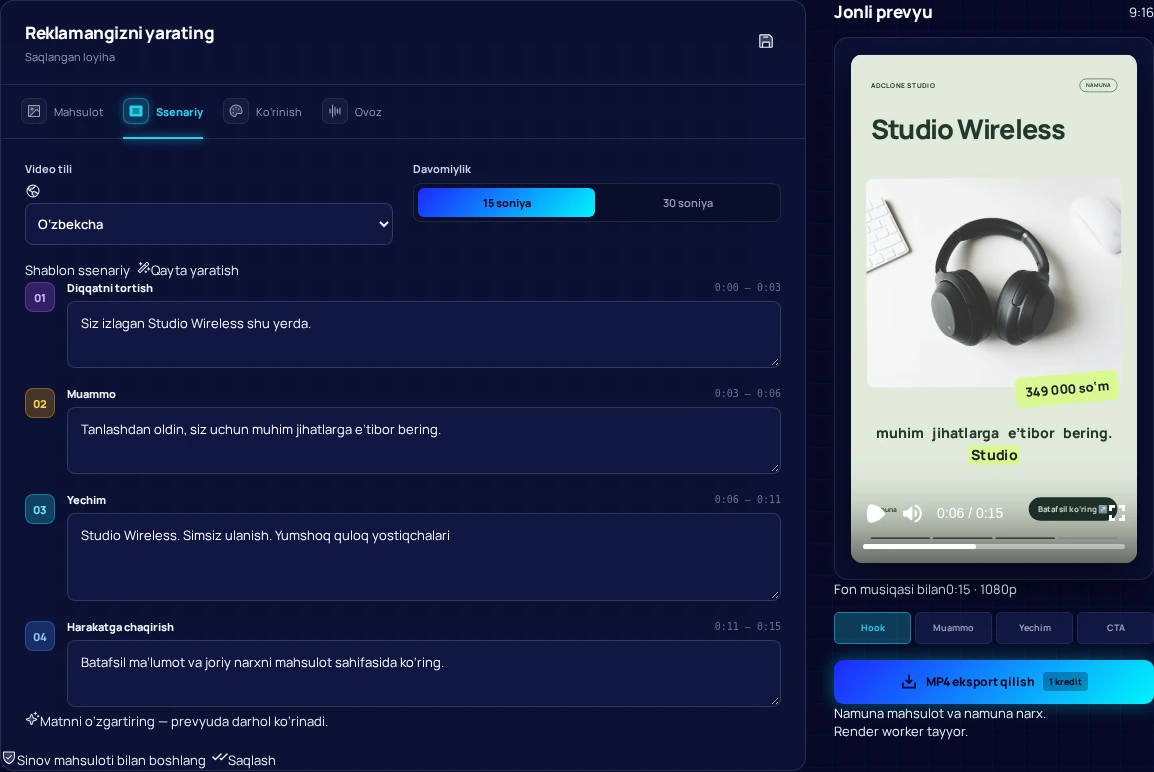 Reklamangizni yarating
Saqlangan loyiha
Mahsulot
Ssenariy
Ko'rinish
Ovoz
Video tili
O'zbekcha
Davomiylik
15 soniya
30 soniya
Shablon ssenariy Qayta yaratish
01
Diqqatni tortish
0:00 — 0:03
Siz izlagan Studio Wireless shu yerda.
02
Muammo
0:03 — 0:06
Tanlashdan oldin, siz uchun muhim jihatlarga e'tibor bering.
03
Yechim
0:06 — 0:11
Studio Wireless. Simsiz ulanish. Yumshoq quloq yostiqchalari
04
Harakatga chaqirish
0:11 — 0:15
Batafsil ma'lumot va joriy narxni mahsulot sahifasida ko'ring.
Matnni o'zgartiring — prevyuda darhol ko'rinadi.
Sinov mahsuloti bilan boshlang Saqlash
Jonli prevyu
9:16
ADCLONE STUDIO
NAMUNA
Studio Wireless
349 000 so'm
muhim jihatlarga e'tibor bering.
Studio
0:06 / 0:15
Batafsil ko'ring
Fon musiqasi bilan0:15 · 1080p
Hook
Muammo
Yechim
CTA
MP4 eksport qilish
1 kredit
Namuna mahsulot va namuna narx.
Render worker tayyor.